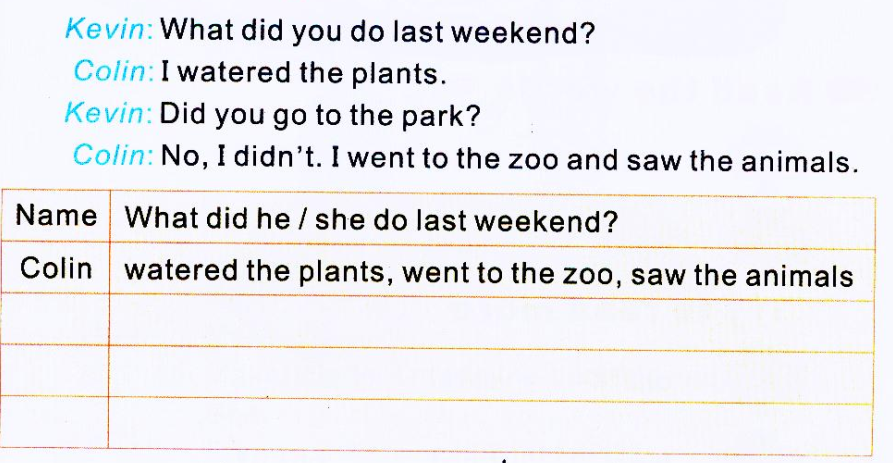 Kevin: What did you do last weekend?
Colin: I watered the plants.
Kevin: Did you go to the park?
Colin: No, I didn't. I went to the zoo and saw the animals.
Name What did he / she do last weekend?
Colin watered the plants, went to the zoo, saw the animals